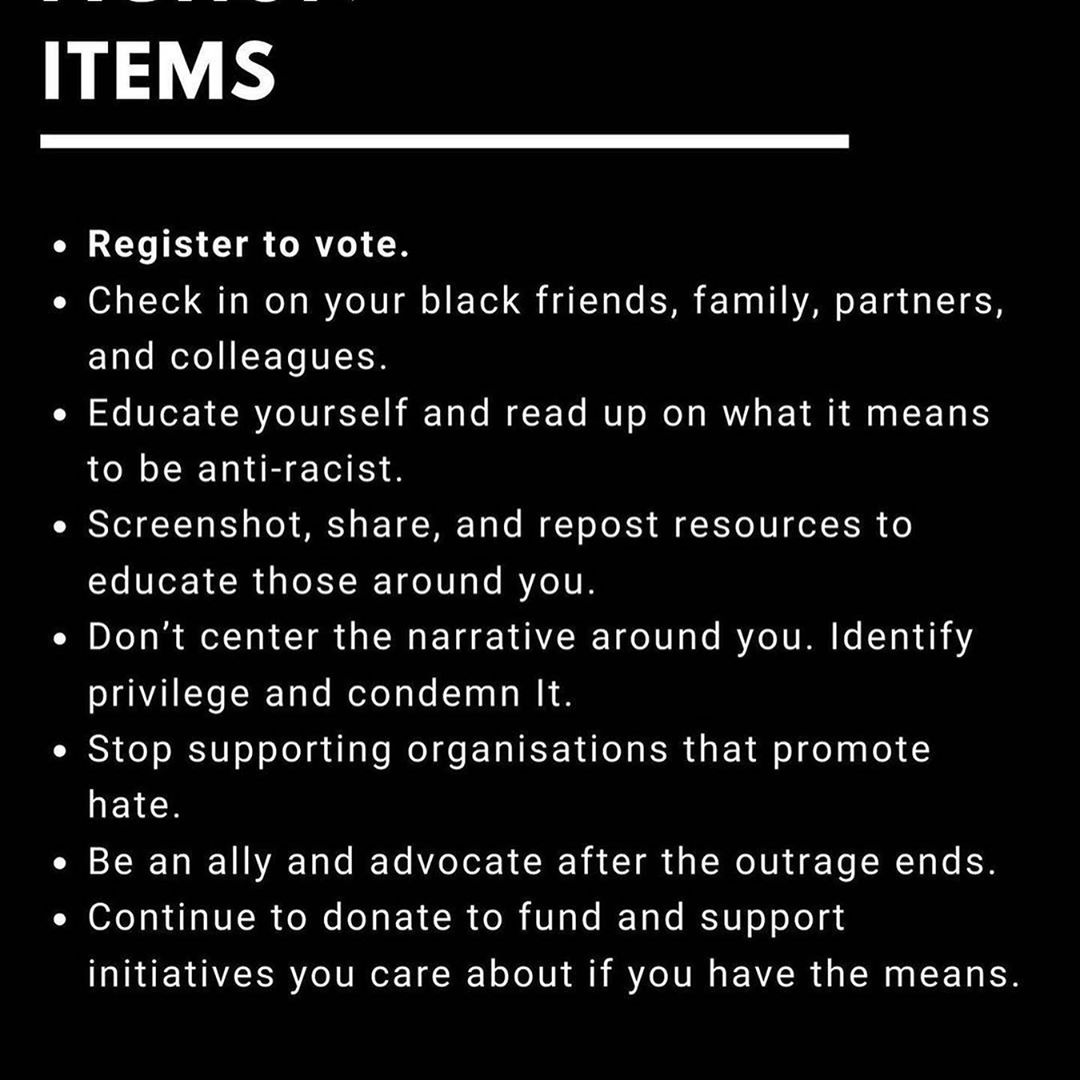 ITEMS
• Register to vote.
• Check in on your black friends, family, partners,
and colleagues.
• Educate yourself and read up on what it means
to be anti-racist.
• Screenshot, share, and repost resources to
educate those around you.
• Don’t center the narrative around you. Identify
privilege and condemn It.
• Stop supporting organisations that promote
hate.
• Be an ally and advocate after the outrage ends.
• Continue to donate to fund and support
initiatives you care about if you have the means.